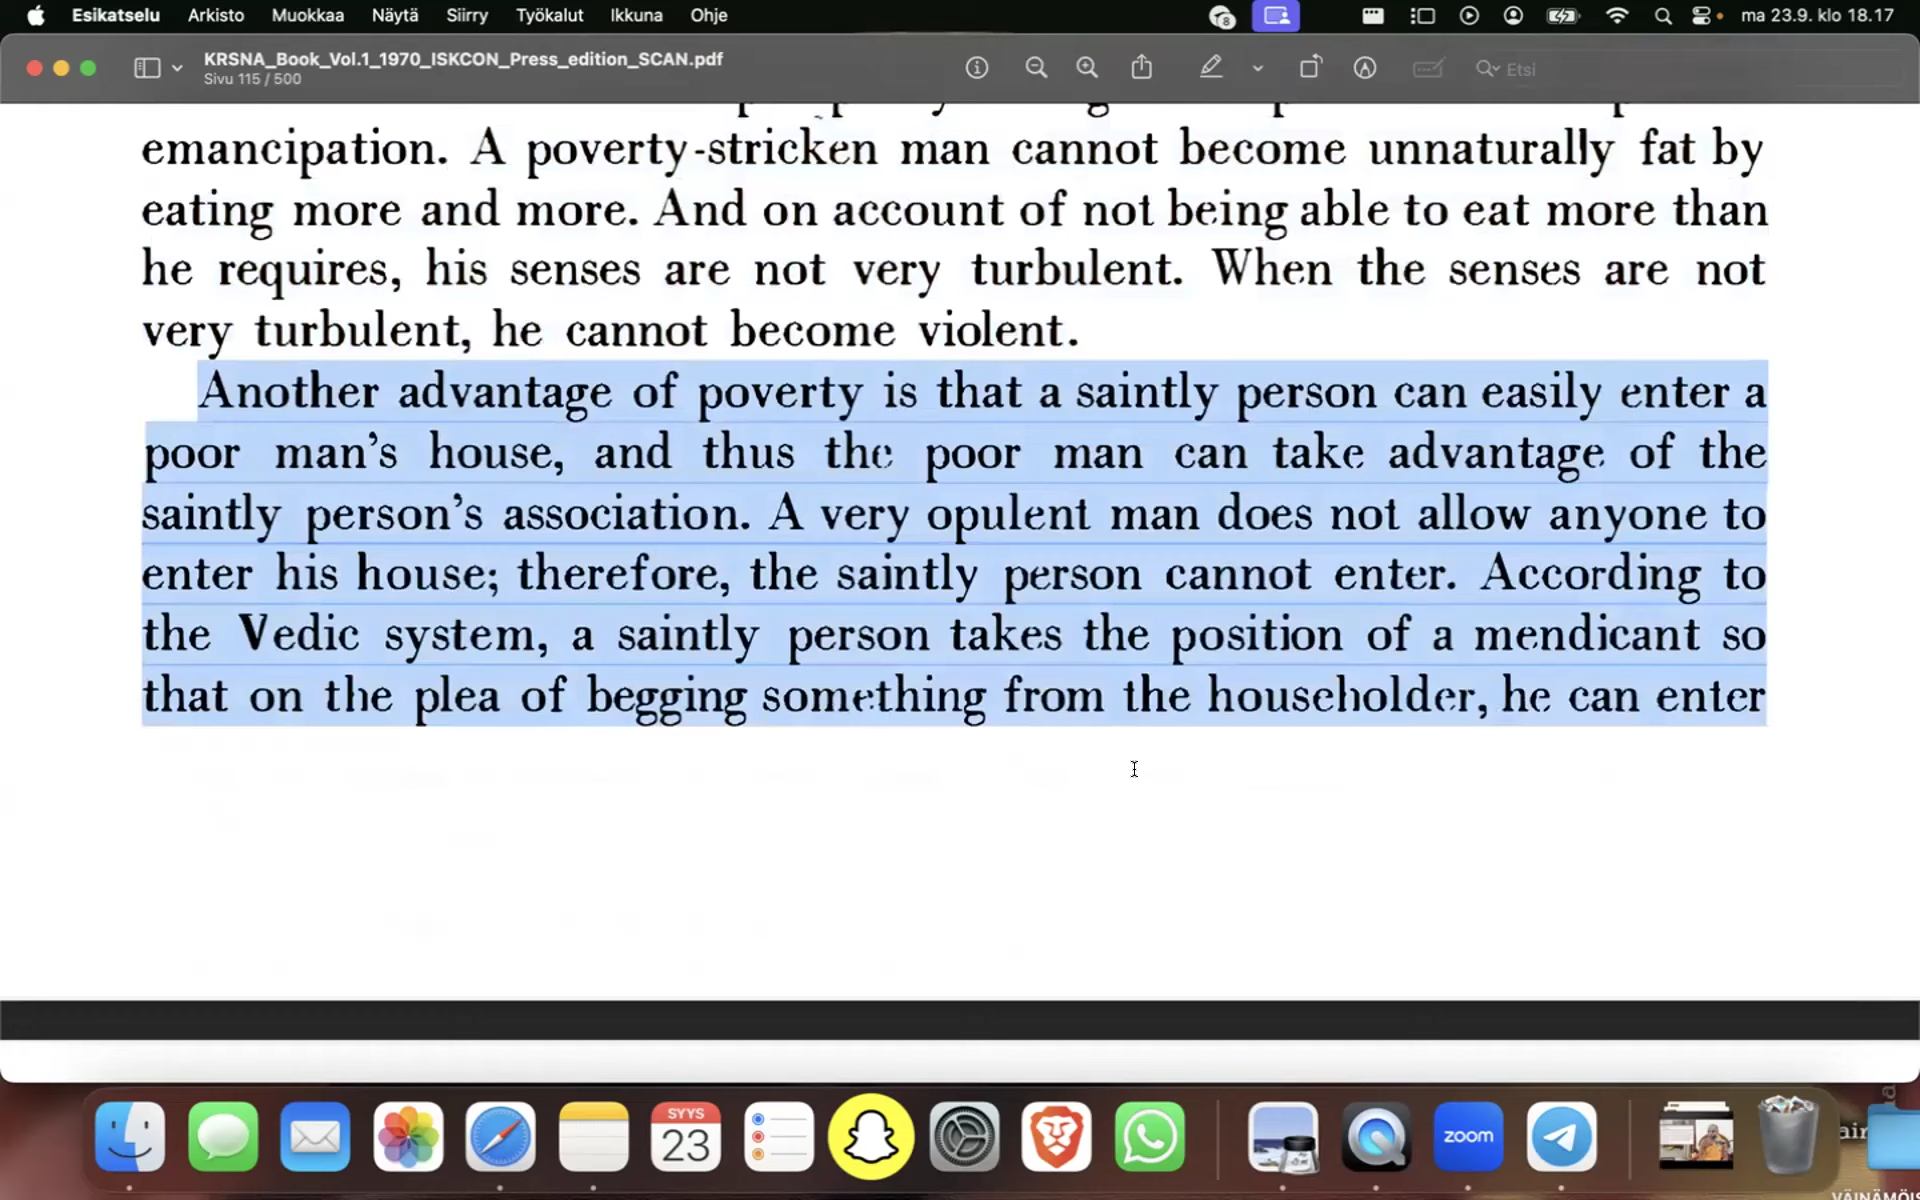 Esikatselu Arkisto Muokkaa Näytä Siirry Työkalut Ikkuna Ohje 8 ma 23.9. klo 18.17
KRSNA_Book_Vol.1_1970_ISKCON_Press_edition_SCAN.pdf
Sivu 115 / 500
Etsi
emancipation. A poverty-stricken man cannot become unnaturally fat by
eating more and more. And on account of not being able to eat more than
he requires, his senses are not very turbulent. When the senses are not
very turbulent, he cannot become violent.
Another advantage of poverty is that a saintly person can easily enter a
poor man's house, and thus the poor man can take advantage of the
saintly person's association. A very opulent man does not allow anyone to
enter his house; therefore, the saintly person cannot enter. According to
the Vedic system, a saintly person takes the position of a mendicant so
that on the plea of begging something from the householder, he can enter
SYYS
23
zoom